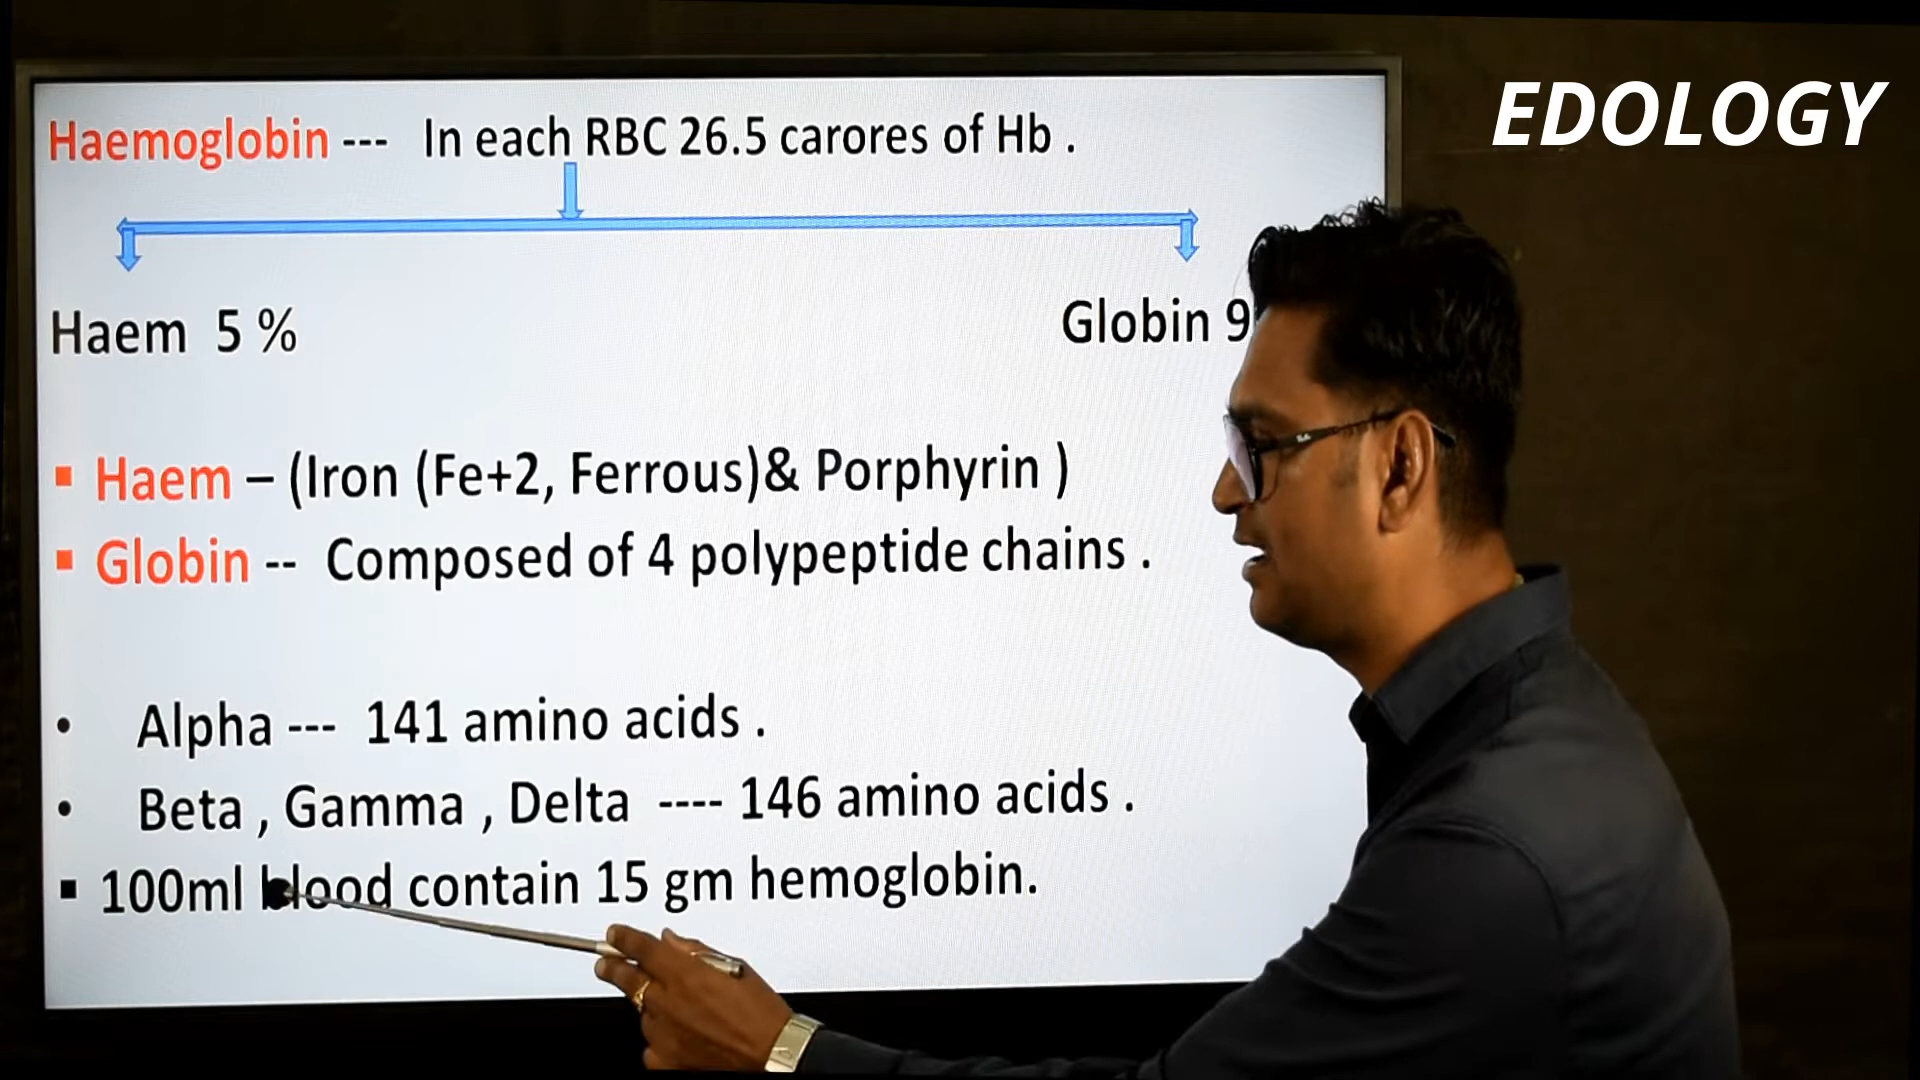 EDOLOGY
Haemoglobin --- In each RBC 26.5 carores of Hb .
Haem 5 %
Globin 9
▪ Haem – (Iron (Fe+2, Ferrous)& Porphyrin )
▪ Globin -- Composed of 4 polypeptide chains .
• Alpha --- 141 amino acids .
• Beta , Gamma , Delta ---- 146 amino acids .
▪ 100ml blood contain 15 gm hemoglobin.